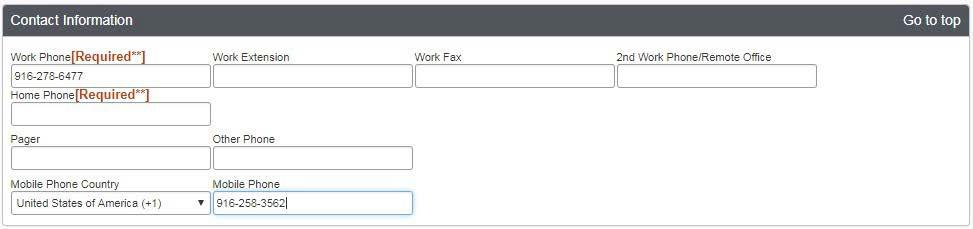 Contact Information Go to top
Work Phone[Required**] Work Extension Work Fax 2nd Work Phone/Remote Office
916-278-6477
Home Phone[Required**]
Pager Other Phone
Mobile Phone Country Mobile Phone
United States of America (+1) 916-258-3562